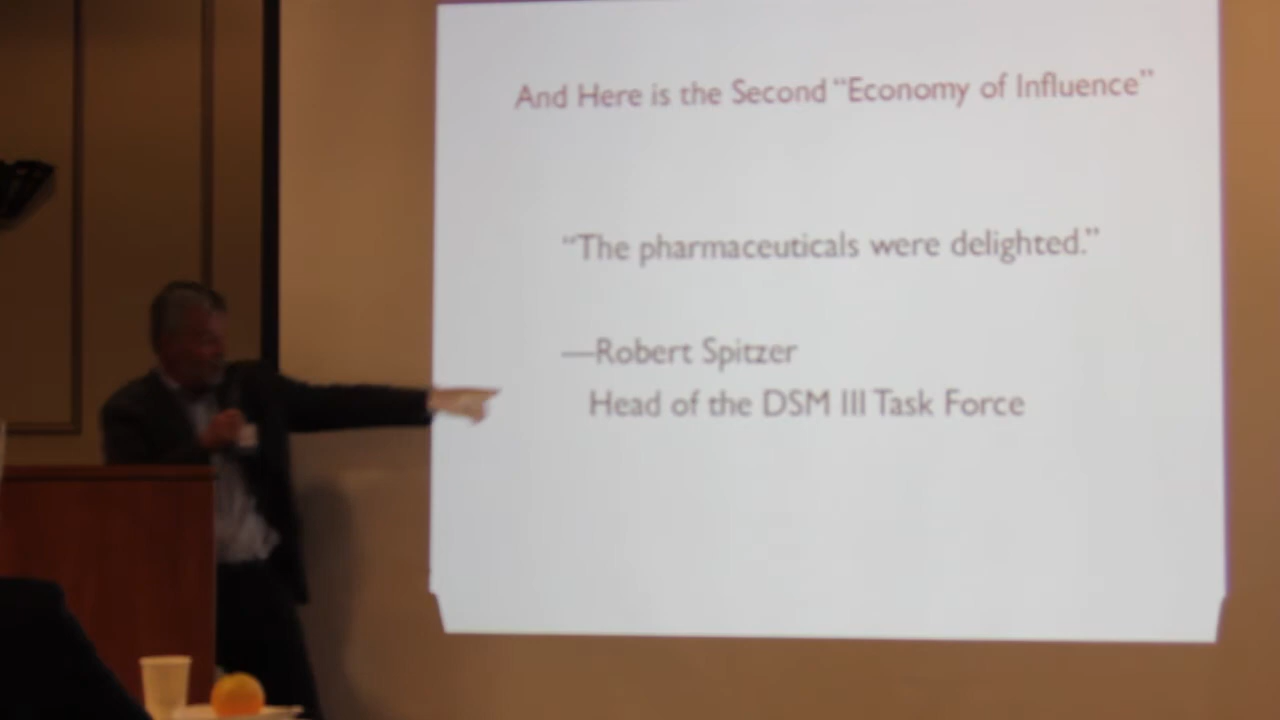 And Here is the Second “Economy of Influence”
“The pharmaceuticals were delighted.”
—Robert Spitzer
Head of the DSM III Task Force